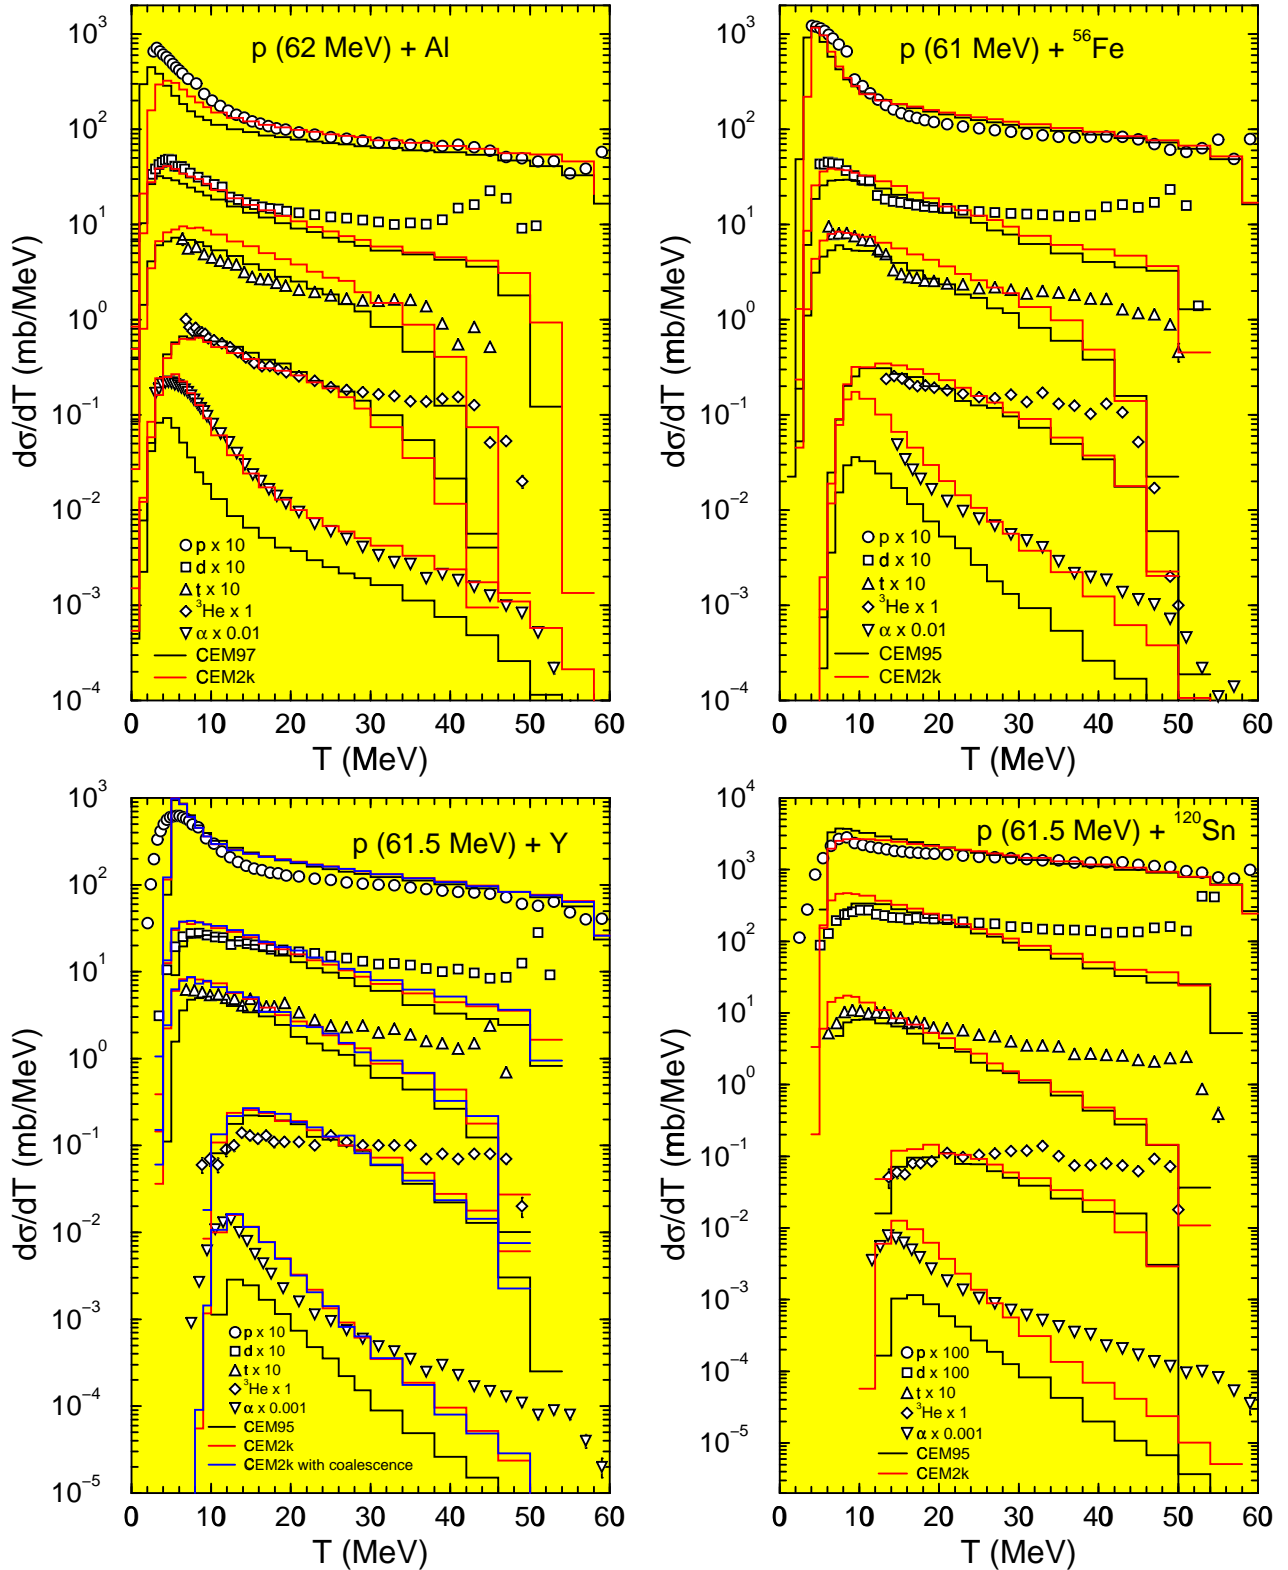 p (62 MeV) + Al
10³
10²
10¹
10⁰
10⁻¹
10⁻²
10⁻³
10⁻⁴
dσ/dT (mb/MeV)
p x 10
d x 10
t x 10
³He x 1
α x 0.01
CEM97
CEM2k
0 10 20 30 40 50 60
T (MeV)
p (61 MeV) + ⁵⁶Fe
10³
10²
10¹
10⁰
10⁻¹
10⁻²
10⁻³
10⁻⁴
dσ/dT (mb/MeV)
p x 10
d x 10
t x 10
³He x 1
α x 0.01
CEM95
CEM2k
0 10 20 30 40 50 60
T (MeV)
p (61.5 MeV) + Y
10³
10²
10¹
10⁰
10⁻¹
10⁻²
10⁻³
10⁻⁴
10⁻⁵
dσ/dT (mb/MeV)
p x 10
d x 10
t x 10
³He x 1
α x 0.001
CEM95
CEM2k
CEM2k with coalescence
0 10 20 30 40 50 60
T (MeV)
p (61.5 MeV) + ¹²⁰Sn
10⁴
10³
10²
10¹
10⁰
10⁻¹
10⁻²
10⁻³
10⁻⁴
10⁻⁵
dσ/dT (mb/MeV)
p x 100
d x 100
t x 10
³He x 1
α x 0.001
CEM95
CEM2k
0 10 20 30 40 50 60
T (MeV)